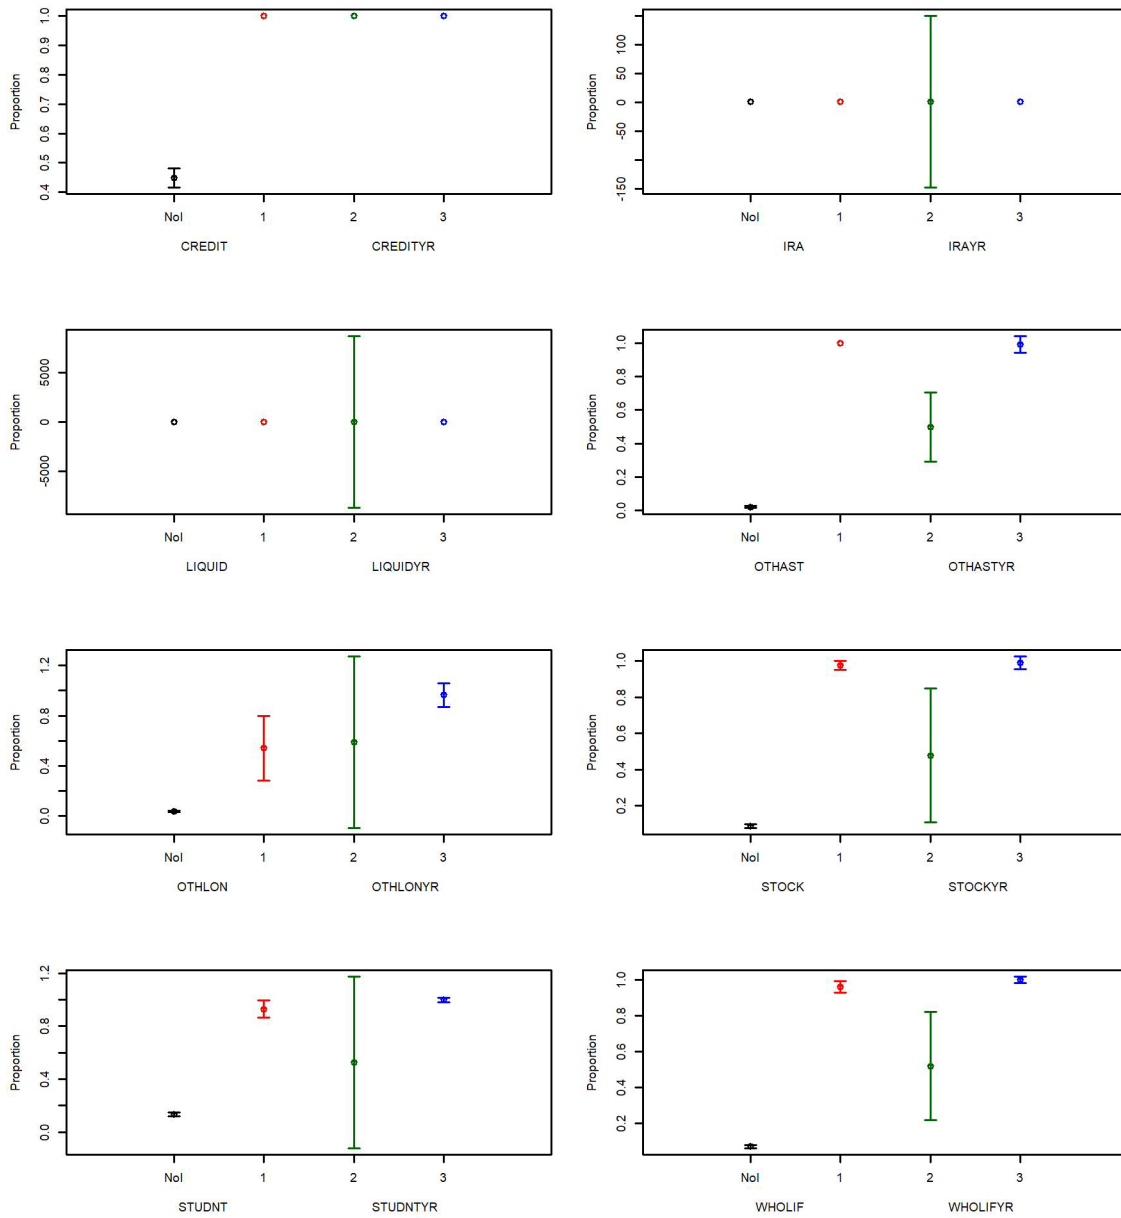 Proportion
0.4 0.5 0.6 0.7 0.8 0.9 1.0
NoI 1 2 3
CREDIT CREDITYR
Proportion
-150 -50 0 50 100
NoI 1 2 3
IRA IRAYR
Proportion
-5000 0 5000
NoI 1 2 3
LIQUID LIQUIDYR
Proportion
0.0 0.2 0.4 0.6 0.8 1.0
NoI 1 2 3
OTHAST OTHASTYR
Proportion
0.0 0.4 0.8 1.2
NoI 1 2 3
OTHLON OTHLONYR
Proportion
0.2 0.4 0.6 0.8 1.0
NoI 1 2 3
STOCK STOCKYR
Proportion
0.0 0.4 0.8 1.2
NoI 1 2 3
STUDNT STUDNTYR
Proportion
0.2 0.4 0.6 0.8 1.0
NoI 1 2 3
WHOLIF WHOLIFYR